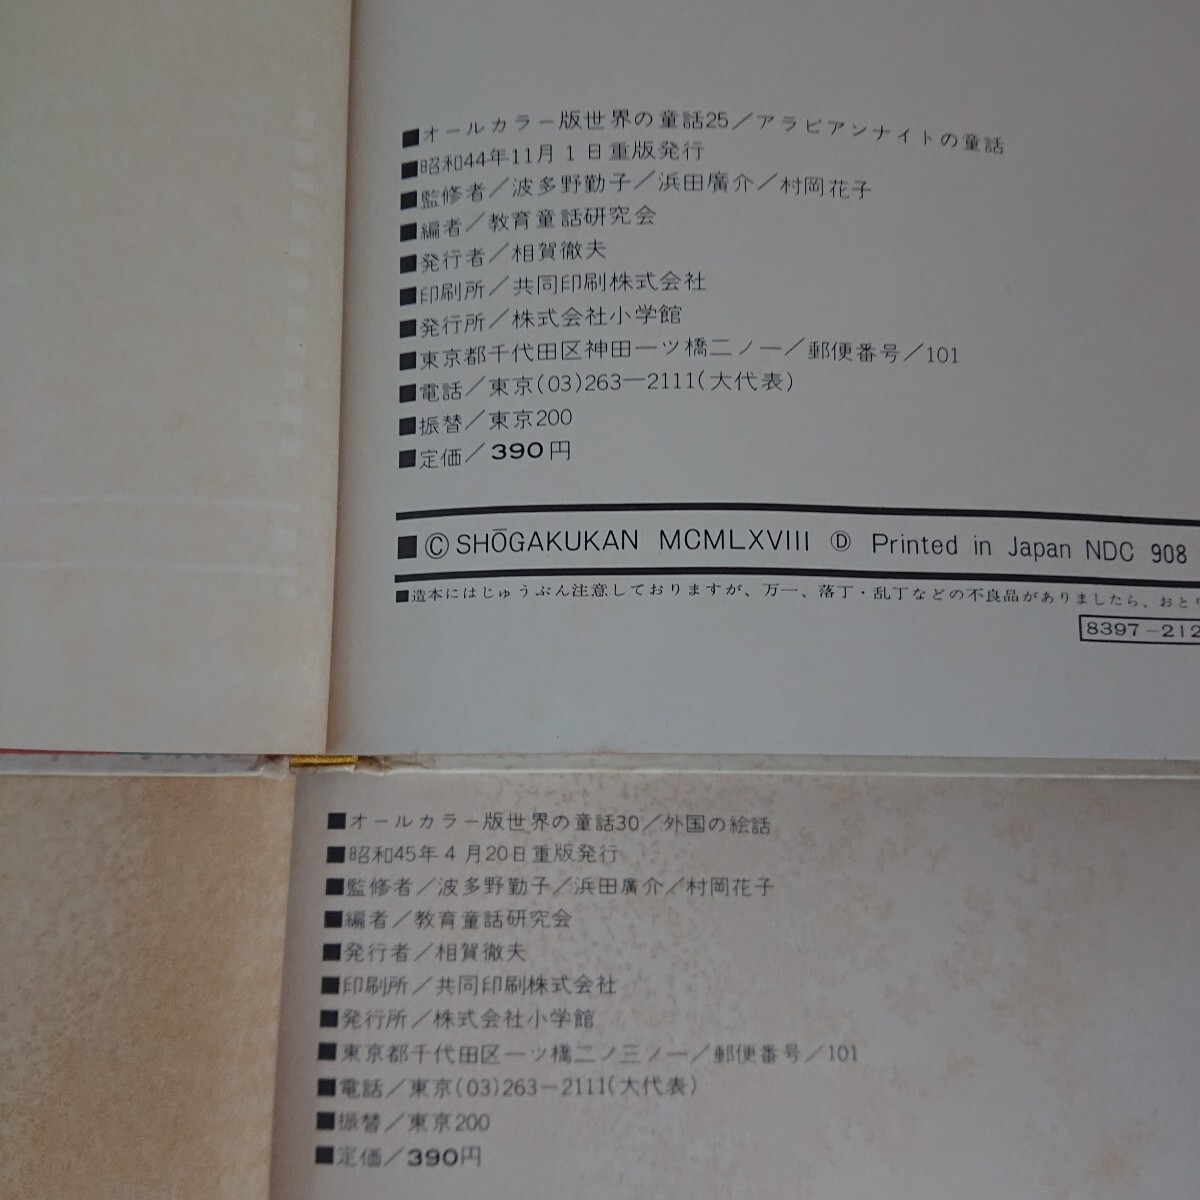 ■オールカラー版世界の童話25／アラビアンナイトの童話
■昭和44年11月1日重版発行
■監修者／波多野勤子／浜田廣介／村岡花子
■編者／教育童話研究会
■発行者／相賀徹夫
■印刷所／共同印刷株式会社
■発行所／株式会社小学館
■東京都千代田区神田一ツ橋二ノ一／郵便番号／101
■電話／東京(03)263―2111(大代表)
■振替／東京200
■定価／390円
■Ⓒ SHŌGAKUKAN MCMLXVIII Ⓓ Printed in Japan NDC 908
■造本にはじゅうぶん注意しておりますが、万一、落丁・乱丁などの不良品がありましたら、おとり
8397-212
■オールカラー版世界の童話30／外国の絵話
■昭和45年4月20日重版発行
■監修者／波多野勤子／浜田廣介／村岡花子
■編者／教育童話研究会
■発行者／相賀徹夫
■印刷所／共同印刷株式会社
■発行所／株式会社小学館
■東京都千代田区一ツ橋二ノ三ノ一／郵便番号／101
■電話／東京(03)263-2111(大代表)
■振替／東京200
■定価／390円